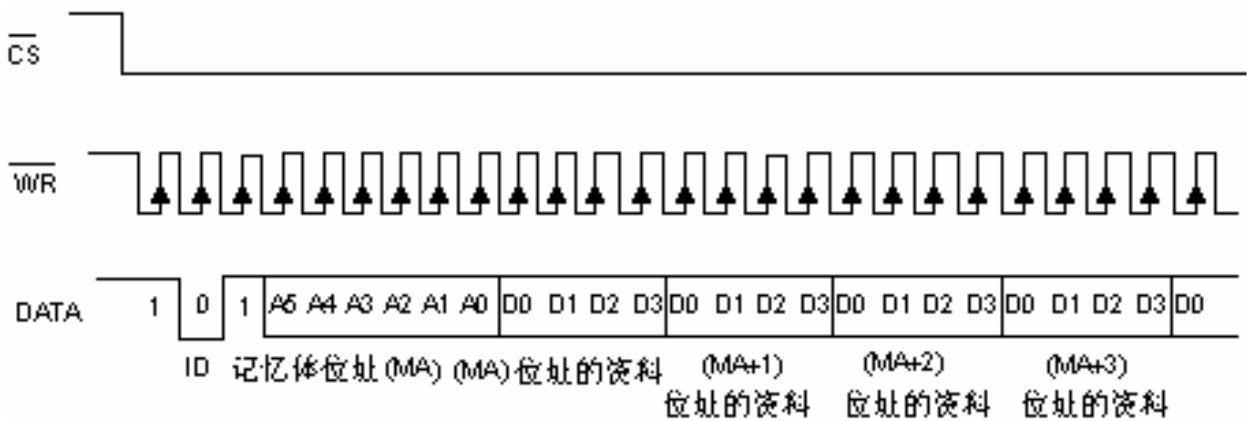 CS
WR
DATA
1 0 1 A5 A4 A3 A2 A1 A0 D0 D1 D2 D3 D0 D1 D2 D3 D0 D1 D2 D3 D0 D1 D2 D3 D0
ID 记忆体位址(MA) (MA)位址的资料 (MA+1) (MA+2) (MA+3)
位址的资料 位址的资料 位址的资料